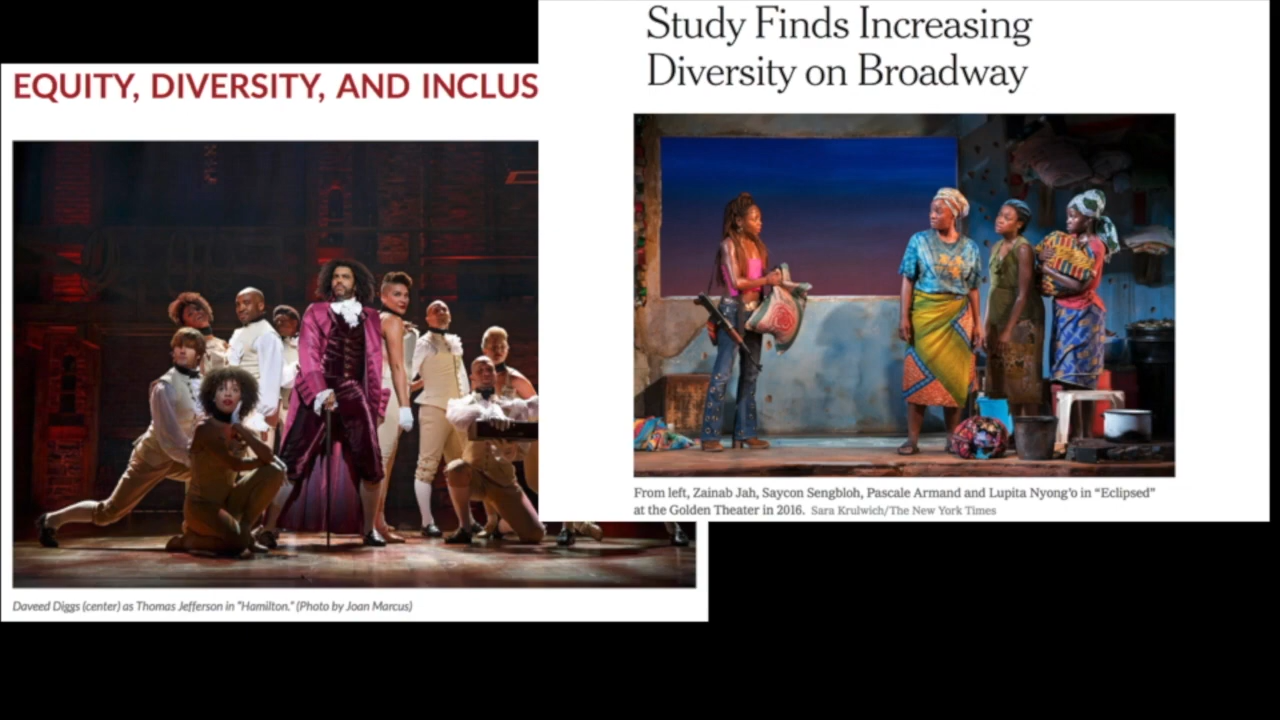 EQUITY, DIVERSITY, AND INCLUS
Daveed Diggs (center) as Thomas Jefferson in "Hamilton." (Photo by Joan Marcus)
Study Finds Increasing
Diversity on Broadway
From left, Zainab Jah, Saycon Sengbloh, Pascale Armand and Lupita Nyong’o in “Eclipsed”
at the Golden Theater in 2016. Sara Krulwich/The New York Times